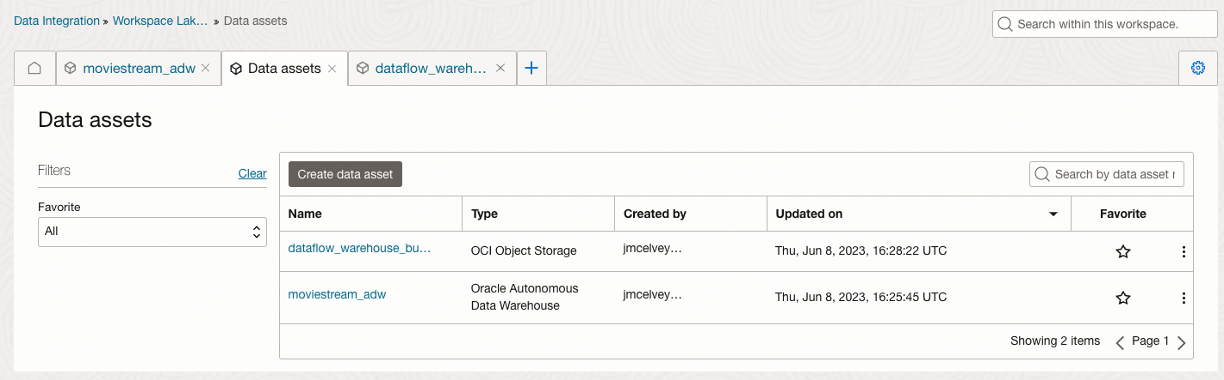 Data Integration » Workspace Lak... » Data assets
Search within this workspace.
moviestream_adw
Data assets
dataflow_wareh...
Data assets
Filters
Clear
Favorite
All
Create data asset
Search by data asset r
Name Type Created by Updated on Favorite
dataflow_warehouse_bu... OCI Object Storage jmcelvey... Thu, Jun 8, 2023, 16:28:22 UTC
moviestream_adw Oracle Autonomous Data Warehouse jmcelvey... Thu, Jun 8, 2023, 16:25:45 UTC
Showing 2 items Page 1